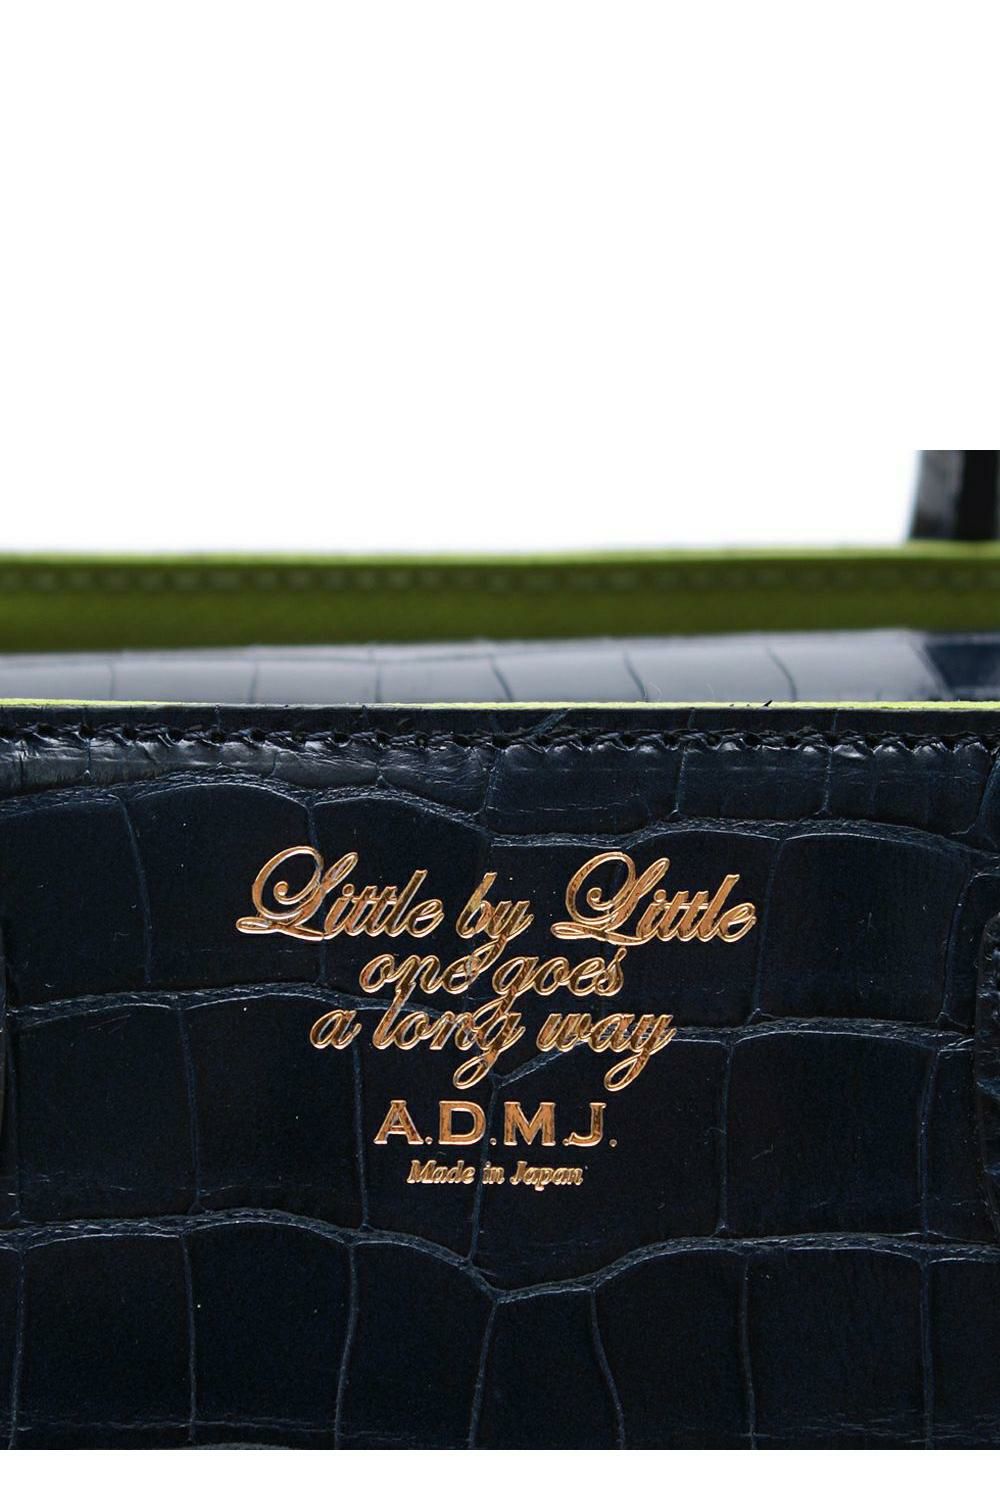 Little by Little
one goes
a long way
A.D.M.J.
Made in Japan